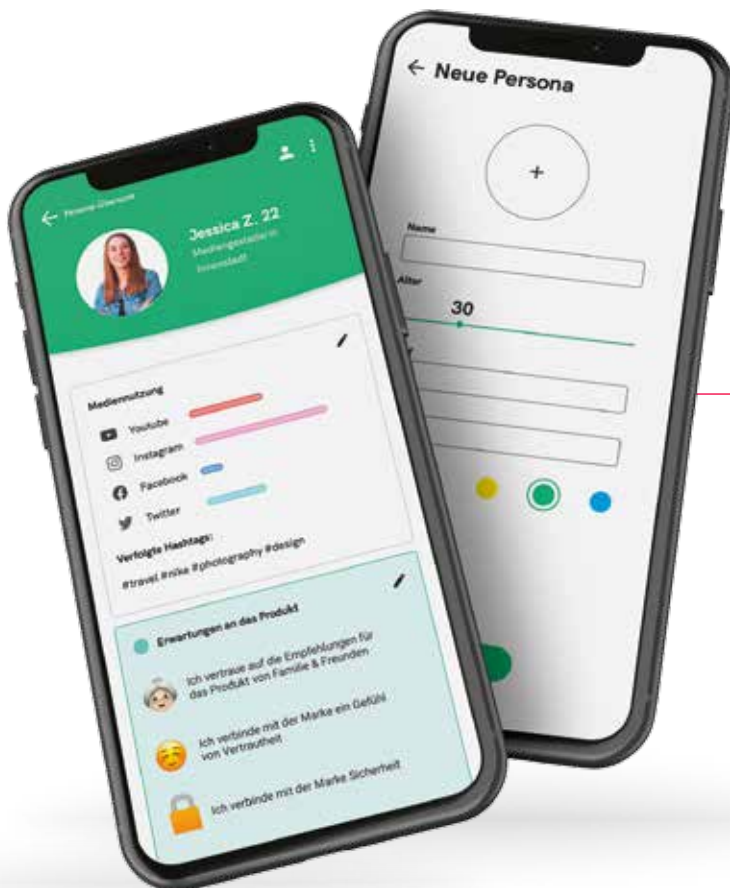 ← Persona-Übersicht
Jessica Z. 22
Mediengestalterin
Innenstadt
Mediennutzung
Youtube
Instagram
Facebook
Twitter
Verfolgte Hashtags:
#travel #nike #photography #design
Erwartungen an das Produkt
Ich vertraue auf die Empfehlungen für
das Produkt von Familie & Freunden
Ich verbinde mit der Marke ein Gefühl
von Vertrautheit
Ich verbinde mit der Marke Sicherheit
← Neue Persona
+
Name
Alter
30